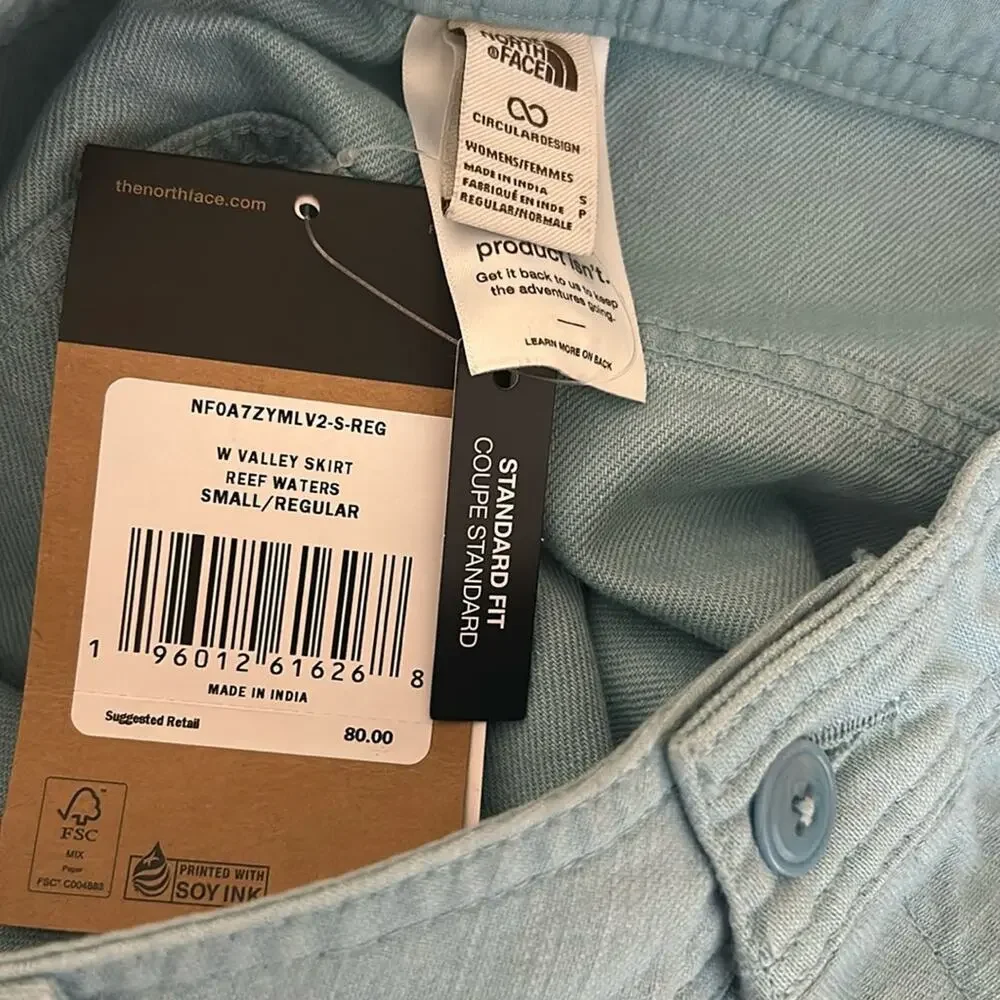 thenorthface.com
NF0A7ZYMLV2-S-REG
W VALLEY SKIRT
REEF WATERS
SMALL/REGULAR
1 96012 61626 8
MADE IN INDIA
Suggested Retail 80.00
FSC
MIX
Paper
FSC® C004883
PRINTED WITH
SOY INK
STANDARD FIT
COUPE STANDARD
NORTH
FACE
CIRCULARDESIGN
WOMENS/FEMMES
MADE IN INDIA S
FABRIQUÉ EN INDE P
REGULAR/NORMALE
product isn't.
Get it back to us to keep
the adventures going.
LEARN MORE ON BACK